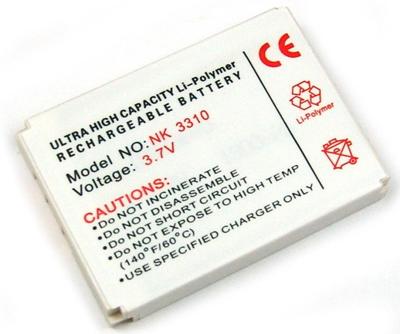 ULTRA HIGH CAPACITY Li-Polymer
RECHARGEABLE BATTERY
Model NO: NK 3310
Voltage: 3.7V
CAUTIONS:
• DO NOT INCINERATE
• DO NOT DISASSEMBLE
• DO NOT SHORT CIRCUIT
• DO NOT EXPOSE TO HIGH TEMP
(140°F/60°C)
• USE SPECIFIED CHARGER ONLY
CE
Li-Polymer